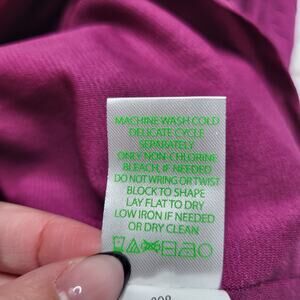 MACHINE WASH COLD
DELICATE CYCLE
SEPARATELY
ONLY NON-CHLORINE
BLEACH, IF NEEDED
DO NOT WRING OR TWIST
BLOCK TO SHAPE
LAY FLAT TO DRY
LOW IRON IF NEEDED
OR DRY CLEAN